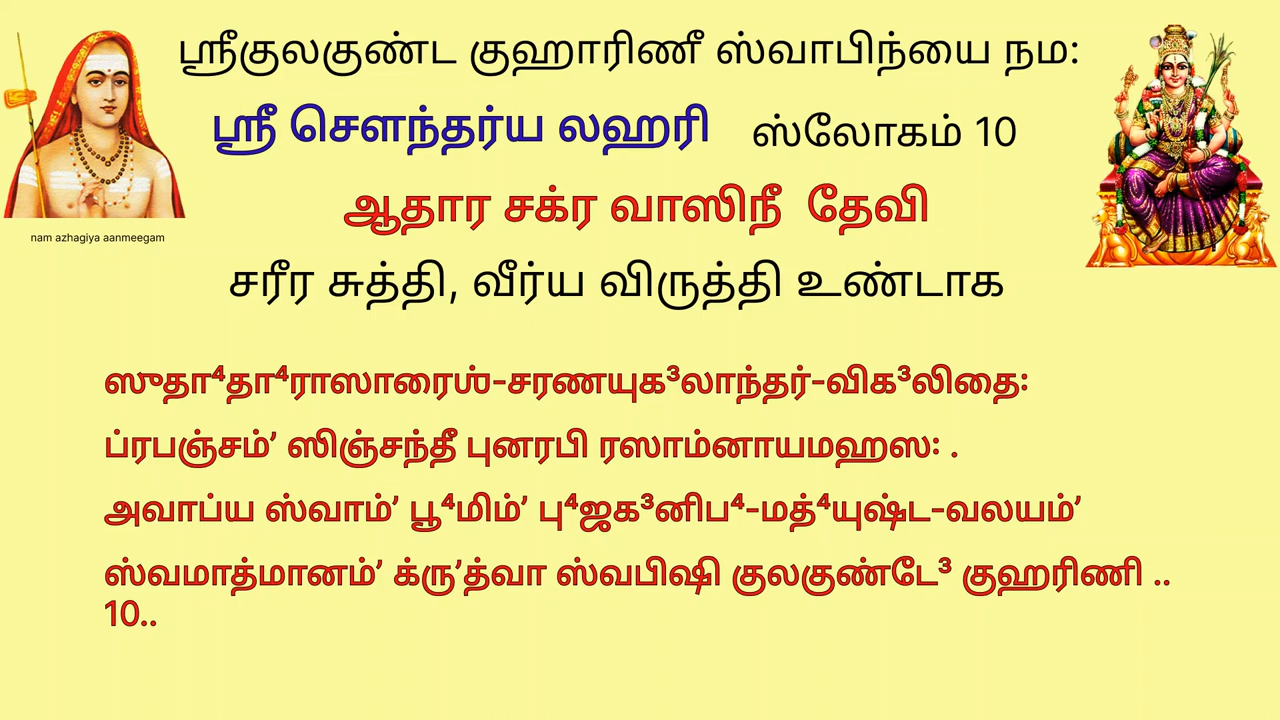 ஸ்ரீகுலகுண்ட குஹாரிணீ ஸ்வாபிந்யை நம:
ஸ்ரீ சௌந்தர்ய லஹரி ஸ்லோகம் 10
ஆதார சக்ர வாஸிநீ தேவி
nam azhagiya aanmeegam
சரீர சுத்தி, வீர்ய விருத்தி உண்டாக
ஸுதா⁴தா⁴ராஸாரைஶ்-சரணயுக³லாந்தர்-விக³லிதை꞉
ப்ரபஞ்சம்ʼ ஸிஞ்சந்தீ புனரபி ரஸாம்னாயமஹஸ꞉ .
அவாப்ய ஸ்வாம்ʼ பூ⁴மிம்ʼ பு⁴ஜக³னிப⁴-மத்⁴யுஷ்ட-வலயம்ʼ
ஸ்வமாத்மானம்ʼ க்ருʼத்வா ஸ்வபிஷி குலகுண்டே³ குஹரிணி ..
10..